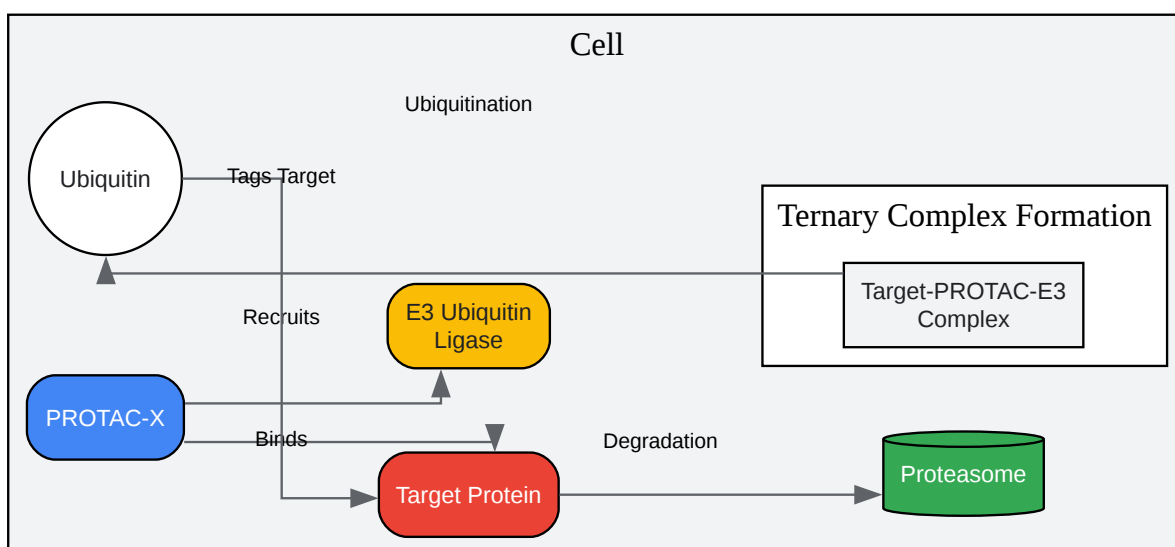 Cell
Ubiquitination
Ubiquitin
Tags Target
Ternary Complex Formation
Target-PROTAC-E3
Complex
Recruits
E3 Ubiquitin
Ligase
PROTAC-X
Binds
Degradation
Target Protein
Proteasome